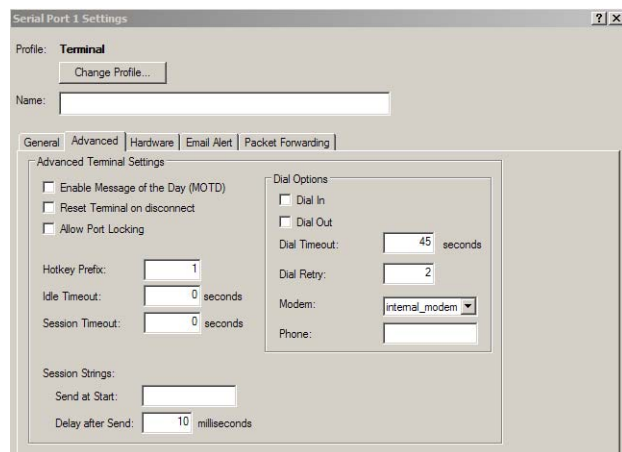 Serial Port 1 Settings
Profile: Terminal
Change Profile...
Name:
General Advanced Hardware Email Alert Packet Forwarding
Advanced Terminal Settings
Enable Message of the Day (MOTD)
Reset Terminal on disconnect
Allow Port Locking
Hotkey Prefix: 1
Idle Timeout: 0 seconds
Session Timeout: 0 seconds
Dial Options
Dial In
Dial Out
Dial Timeout: 45 seconds
Dial Retry: 2
Modem: internal_modem
Phone:
Session Strings:
Send at Start:
Delay after Send: 10 milliseconds